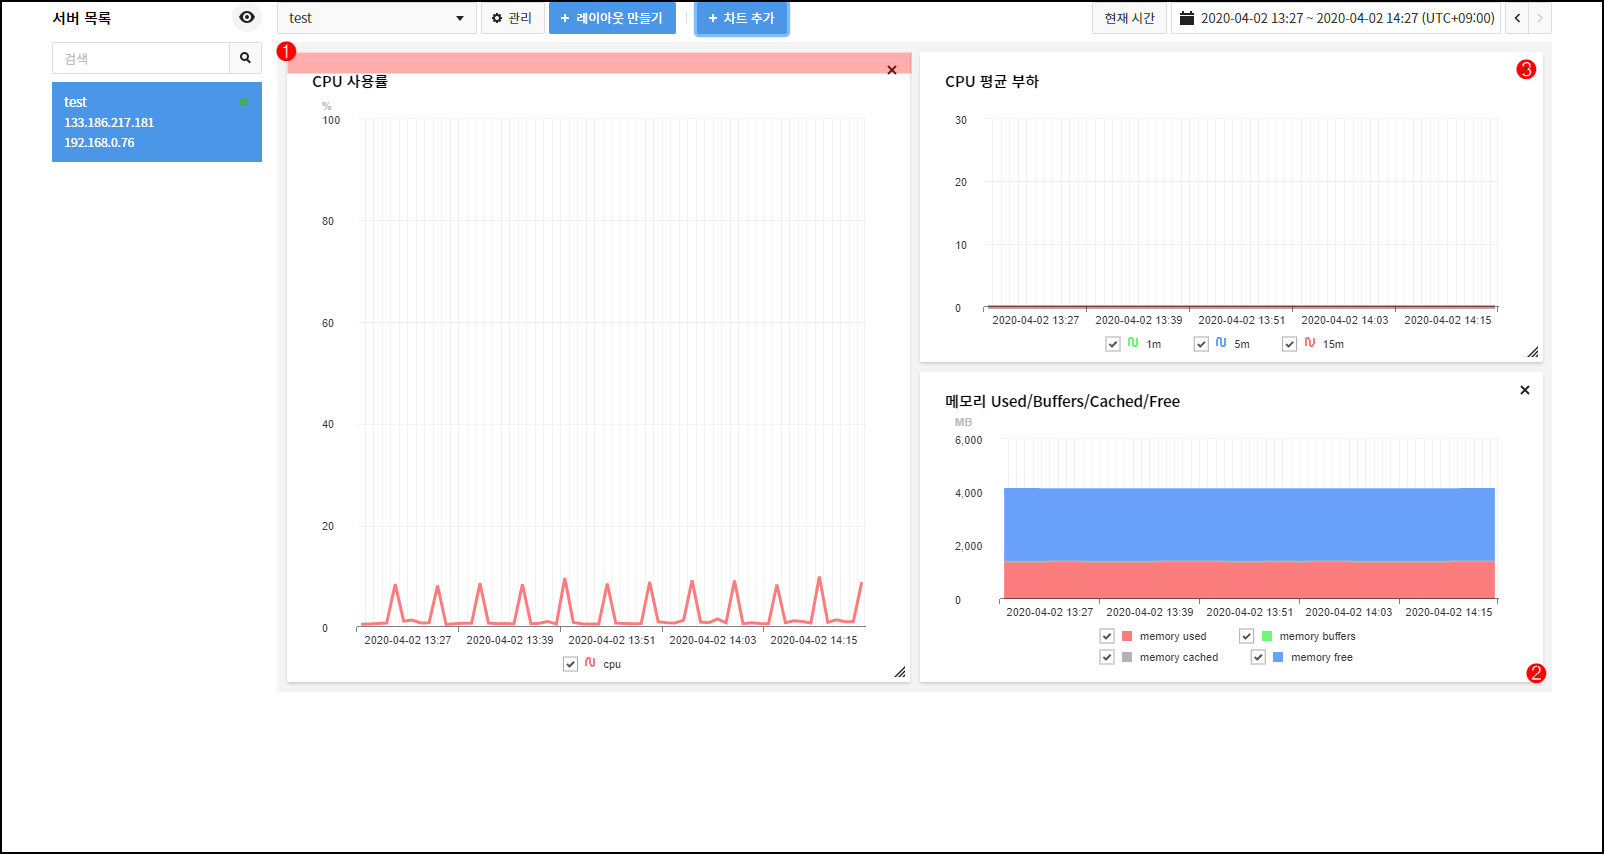 서버 목록
test
관리
+ 레이아웃 만들기
+ 차트 추가
현재 시간
2020-04-02 13:27 ~ 2020-04-02 14:27 (UTC+09:00)
검색
test
133.186.217.181
192.168.0.76
1
CPU 사용률
%
100
80
60
40
20
0
2020-04-02 13:27 2020-04-02 13:39 2020-04-02 13:51 2020-04-02 14:03 2020-04-02 14:15
cpu
CPU 평균 부하
3
30
20
10
0
2020-04-02 13:27 2020-04-02 13:39 2020-04-02 13:51 2020-04-02 14:03 2020-04-02 14:15
1m 5m 15m
메모리 Used/Buffers/Cached/Free
MB
6,000
4,000
2,000
0
2020-04-02 13:27 2020-04-02 13:39 2020-04-02 13:51 2020-04-02 14:03 2020-04-02 14:15
memory used memory buffers
memory cached memory free
2